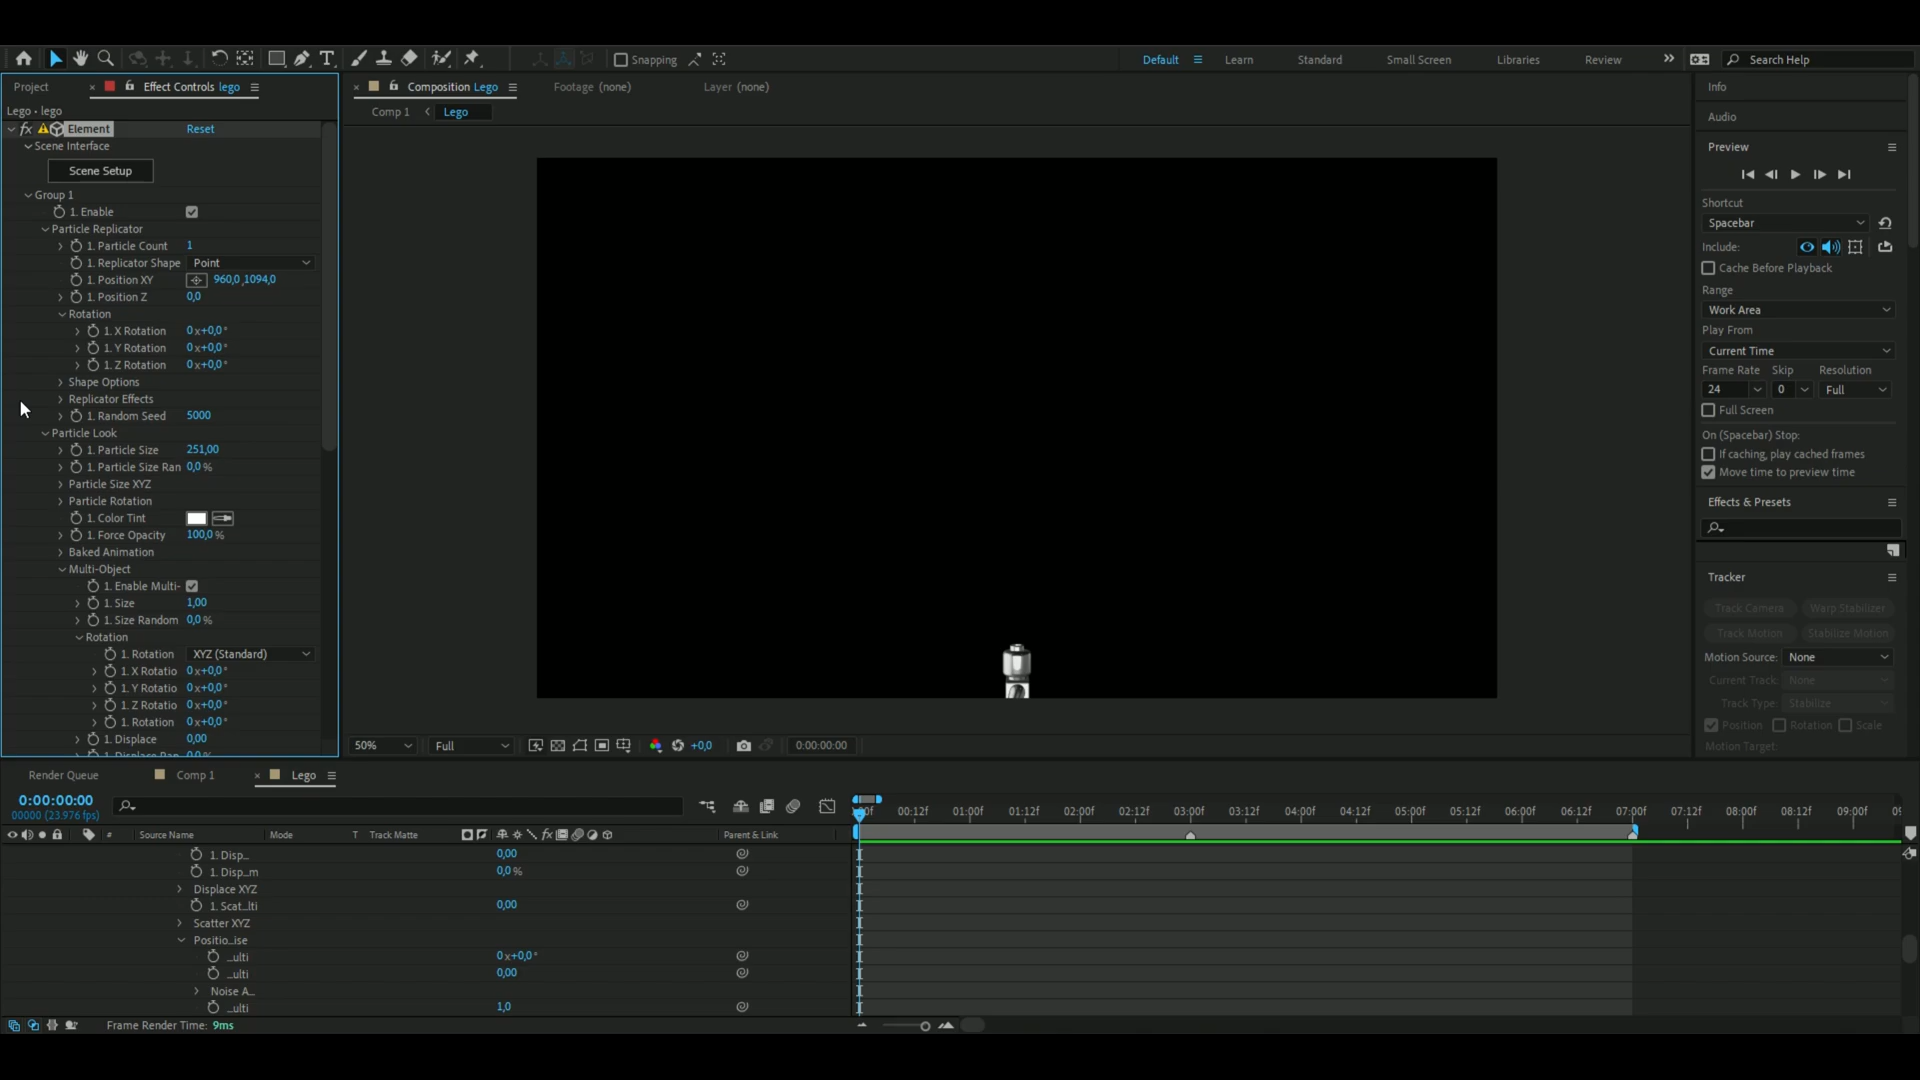 Snapping
Default
Learn
Standard
Small Screen
Libraries
Review
Search Help
Project
Effect Controls lego
Composition Lego
Footage (none)
Layer (none)
Info
Lego • lego
Comp 1
Lego
Audio
fx Element Reset
Scene Interface
Scene Setup
Group 1
1. Enable
Particle Replicator
1. Particle Count 1
1. Replicator Shape Point
1. Position XY 960,0 ,1094,0
1. Position Z 0,0
Rotation
1. X Rotation 0 x+0,0°
1. Y Rotation 0 x+0,0°
1. Z Rotation 0 x+0,0°
Shape Options
Replicator Effects
1. Random Seed 5000
Particle Look
1. Particle Size 251,00
1. Particle Size Ran 0,0 %
Particle Size XYZ
Particle Rotation
1. Color Tint
1. Force Opacity 100,0 %
Baked Animation
Multi-Object
1. Enable Multi-
1. Size 1,00
1. Size Random 0,0 %
Rotation
1. Rotation XYZ (Standard)
1. X Rotatio 0 x+0,0°
1. Y Rotatio 0 x+0,0°
1. Z Rotatio 0 x+0,0°
1. Rotation 0 x+0,0°
1. Displace 0,00
1. Displace Ran 0,0 %
50%
Full
+0,0
0:00:00:00
Preview
Shortcut
Spacebar
Include:
Cache Before Playback
Range
Work Area
Play From
Current Time
Frame Rate Skip Resolution
24 0 Full
Full Screen
On (Spacebar) Stop:
If caching, play cached frames
Move time to preview time
Effects & Presets
Tracker
Track Camera Warp Stabilizer
Track Motion Stabilize Motion
Motion Source: None
Current Track: None
Track Type: Stabilize
Position Rotation Scale
Motion Target:
Render Queue
Comp 1
Lego
0:00:00:00
00000 (23.976 fps)
00:12f 01:00f 01:12f 02:00f 02:12f 03:00f 03:12f 04:00f 04:12f 05:00f 05:12f 06:00f 06:12f 07:00f 07:12f 08:00f 08:12f 09:00f
# Source Name Mode T Track Matte fx Parent & Link
1. Disp... 0,00
1. Disp...m 0,0 %
Displace XYZ
1. Scat...lti 0,00
Scatter XYZ
Positio...ise
...ulti 0 x+0,0°
...ulti 0,00
Noise A...
...ulti 1,0
Frame Render Time: 9ms